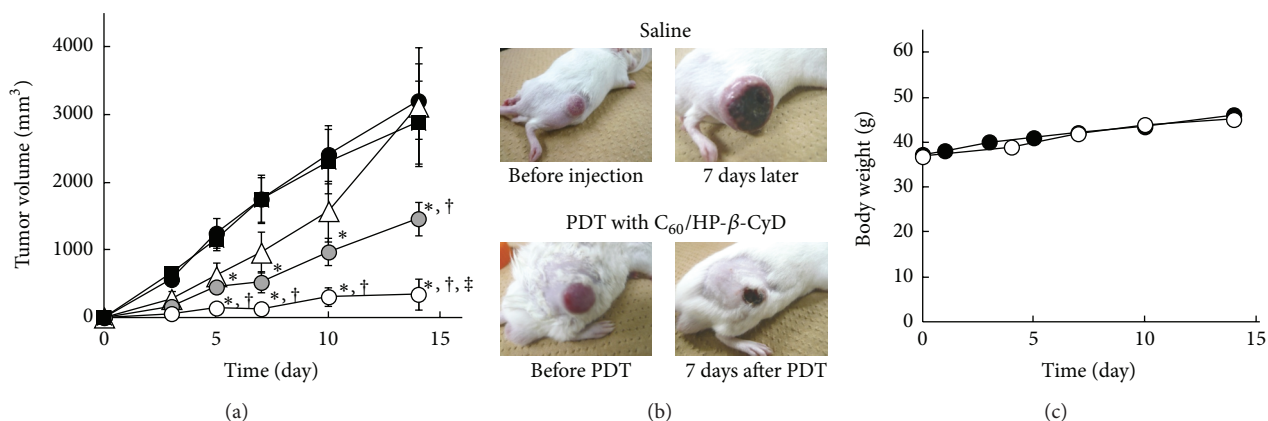 Tumor volume (mm³)
4000
3000
2000
1000
0
*
*
*
*, †
*, †
*, †
*, †
*, †, ‡
0
5
10
15
Time (day)
(a)
Saline
Before injection
7 days later
PDT with C₆₀/HP-β-CyD
Before PDT
7 days after PDT
(b)
Body weight (g)
60
50
40
30
20
10
0
0
5
10
15
Time (day)
(c)